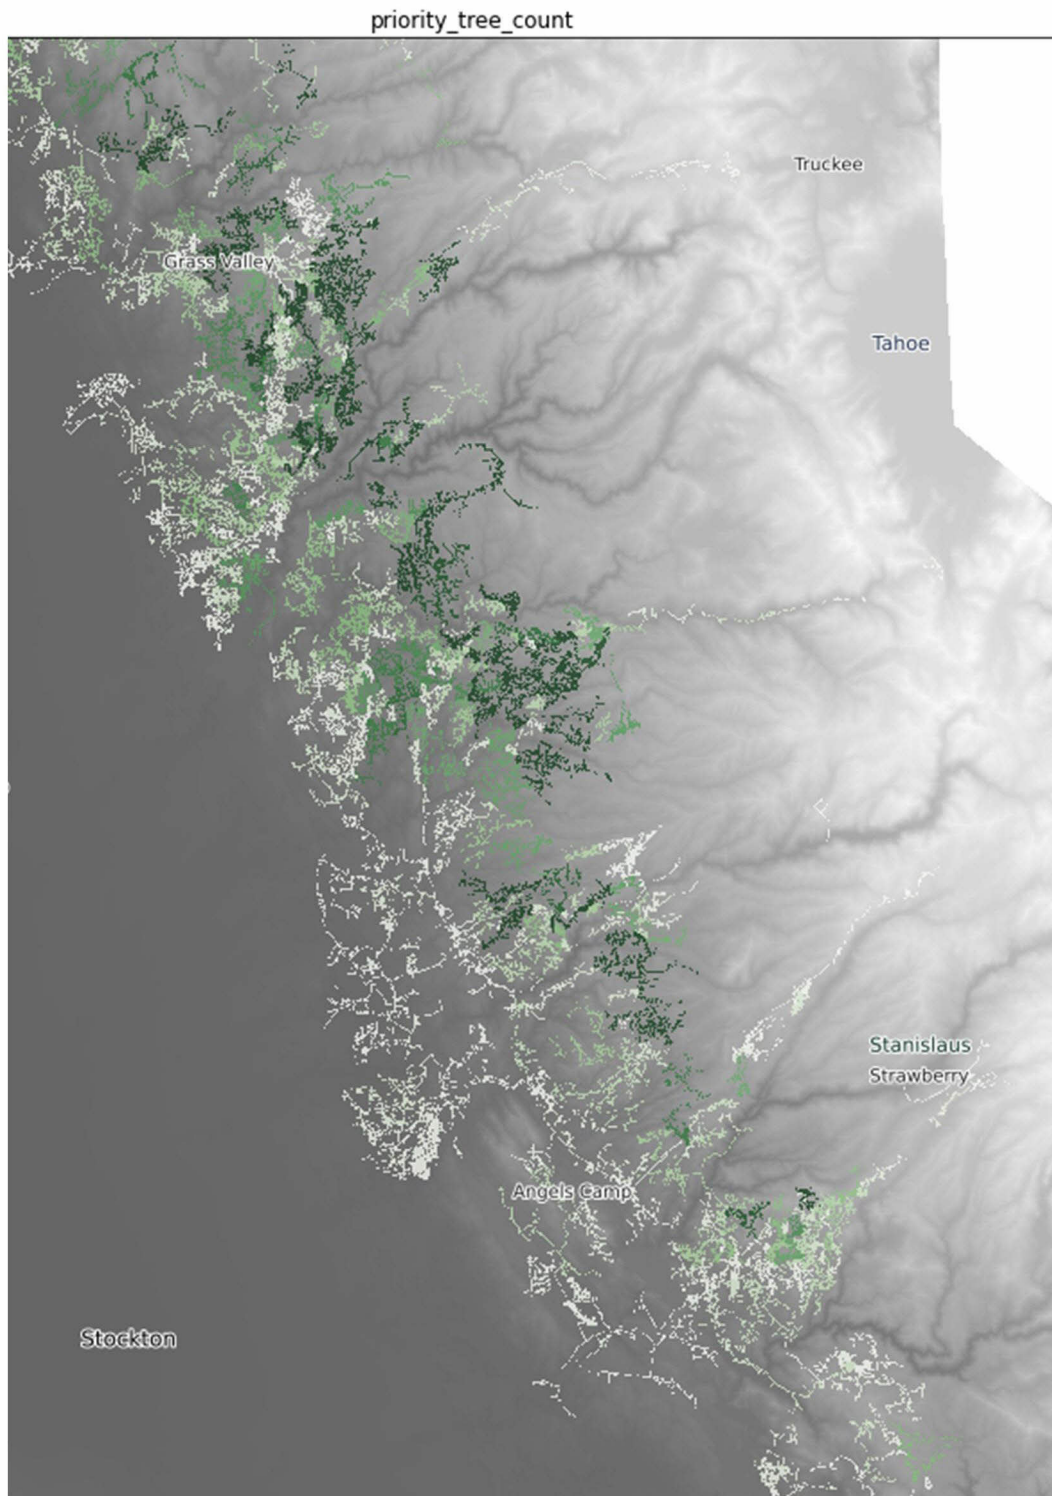 priority_tree_count
Truckee
Grass Valley
Tahoe
Stanislaus
Strawberry
Angels Camp
Stockton